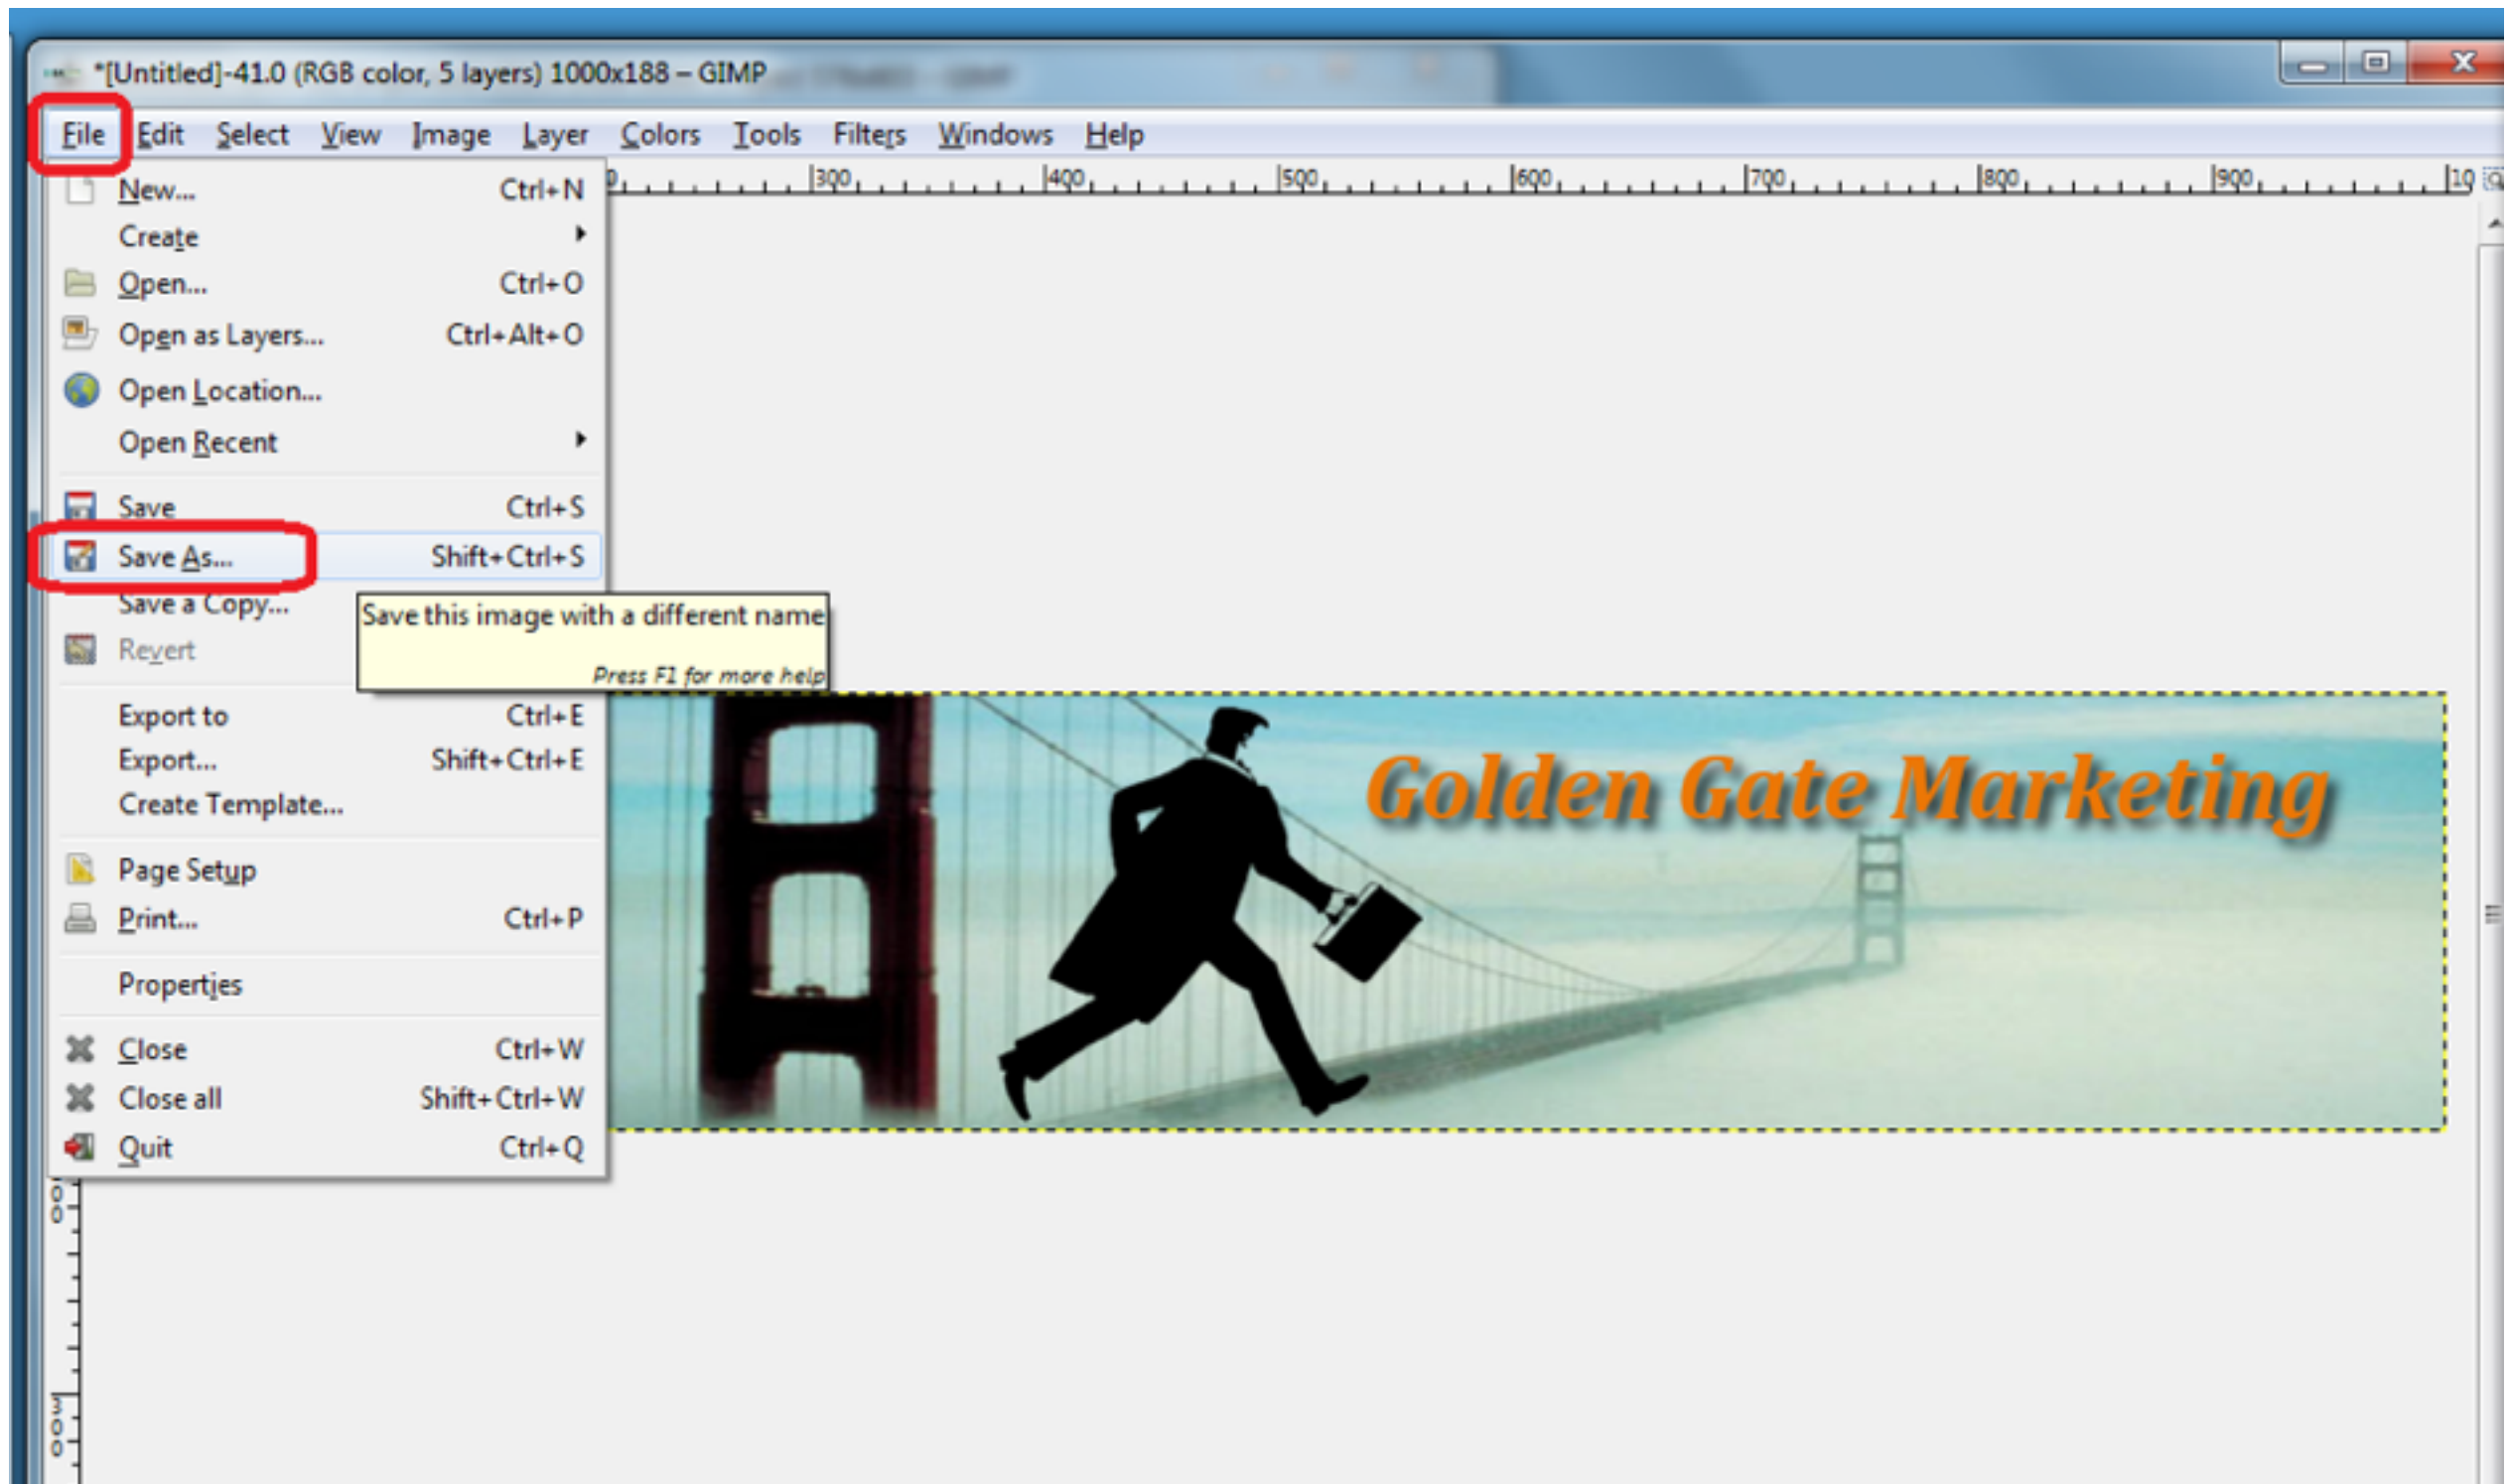 *[Untitled]-41.0 (RGB color, 5 layers) 1000x188 – GIMP
File Edit Select View Image Layer Colors Tools Filters Windows Help
300 400 500 600 700 800 900 10
New... Ctrl+N
Create
Open... Ctrl+O
Open as Layers... Ctrl+Alt+O
Open Location...
Open Recent
Save Ctrl+S
Save As... Shift+Ctrl+S
Save a Copy...
Save this image with a different name
Revert
Press F1 for more help
Export to Ctrl+E
Export... Shift+Ctrl+E
Golden Gate Marketing
Create Template...
Page Setup
Print... Ctrl+P
Properties
Close Ctrl+W
Close all Shift+Ctrl+W
Quit Ctrl+Q
300